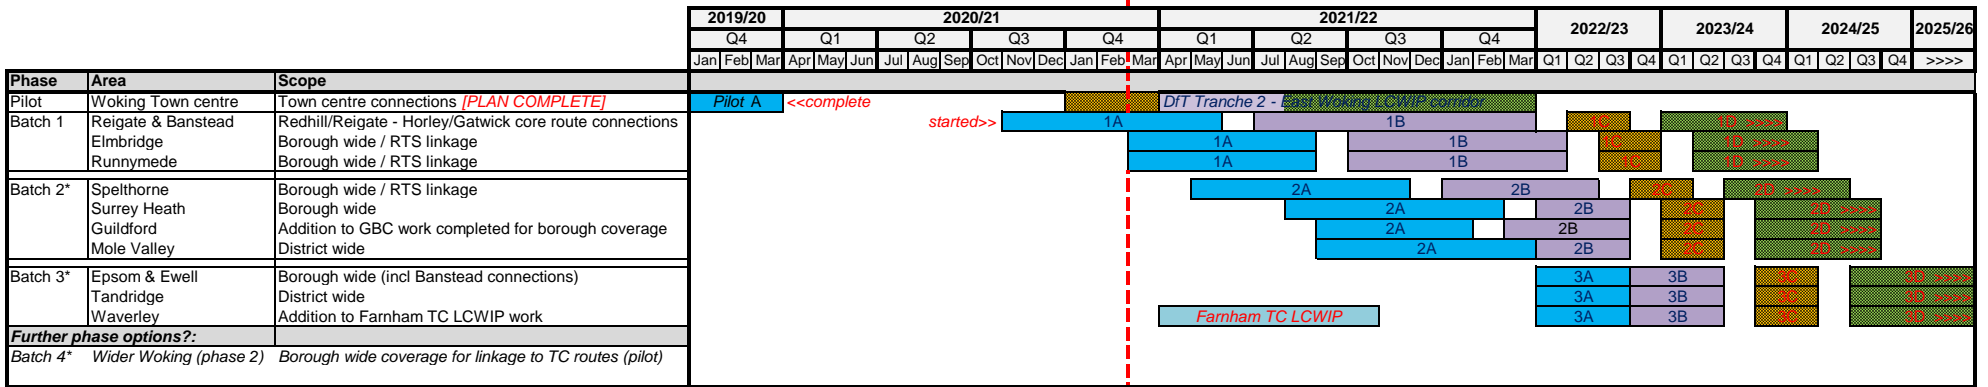 2019/20 2020/21 2021/22 2022/23 2023/24 2024/25 2025/26
Q4 Q1 Q2 Q3 Q4 Q1 Q2 Q3 Q4
Jan Feb Mar Apr May Jun Jul Aug Sep Oct Nov Dec Jan Feb Mar Apr May Jun Jul Aug Sep Oct Nov Dec Jan Feb Mar Q1 Q2 Q3 Q4 Q1 Q2 Q3 Q4 Q1 Q2 Q3 Q4 >>>>
Phase Area Scope
Pilot Woking Town centre Town centre connections [PLAN COMPLETE] Pilot A <<complete DfT Tranche 2 - East Woking LCWIP corridor
Batch 1 Reigate & Banstead Redhill/Reigate - Horley/Gatwick core route connections started>> 1A 1B 1C 1D >>>>
Elmbridge Borough wide / RTS linkage 1A 1B 1C 1D >>>>
Runnymede Borough wide / RTS linkage 1A 1B 1C 1D >>>>
Batch 2* Spelthorne Borough wide / RTS linkage 2A 2B 2C 2D >>>>
Surrey Heath Borough wide 2A 2B 2C 2D >>>>
Guildford Addition to GBC work completed for borough coverage 2A 2B 2C 2D >>>>
Mole Valley District wide 2A 2B 2C 2D >>>>
Batch 3* Epsom & Ewell Borough wide (incl Banstead connections) 3A 3B 3C 3D >>>>
Tandridge District wide 3A 3B 3C 3D >>>>
Waverley Addition to Farnham TC LCWIP work Farnham TC LCWIP 3A 3B 3C 3D >>>>
Further phase options?:
Batch 4* Wider Woking (phase 2) Borough wide coverage for linkage to TC routes (pilot)